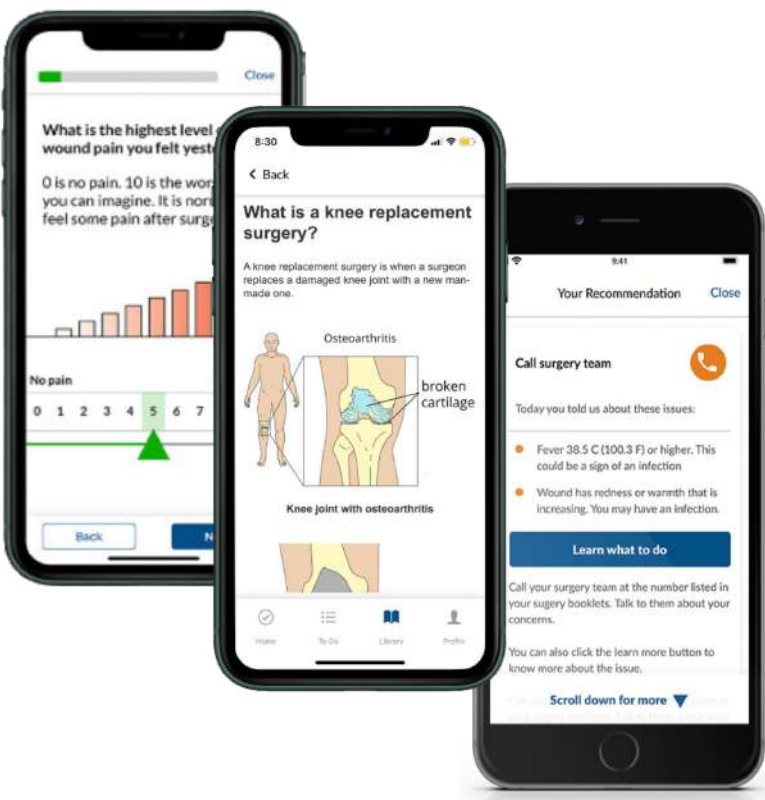 Close
What is the highest level
wound pain you felt
0 is no pain. 10 is the
you can imagine. It is
feel some pain after
No pain
0 1 2 3 4 5 6 7
Back
8:30
Back
What is a knee replacement
surgery?
A knee replacement surgery is when a surgeon
replaces a damaged knee joint with a new man-
made one.
Osteoarthritis
broken
cartilage
Knee joint with osteoarthritis
Home
To Do
Library
Profile
9:41
Your Recommendation
Close
Call surgery team
Today you told us about these issues:
Fever 38.5 C (100.3 F) or higher. This
could be a sign of an infection
Wound has redness or warmth that is
increasing. You may have an infection.
Learn what to do
Call your surgery team at the number listed in
your sugery booklets. Talk to them about your
concerns.
You can also click the learn more button to
know more about the issue.
Scroll down for more